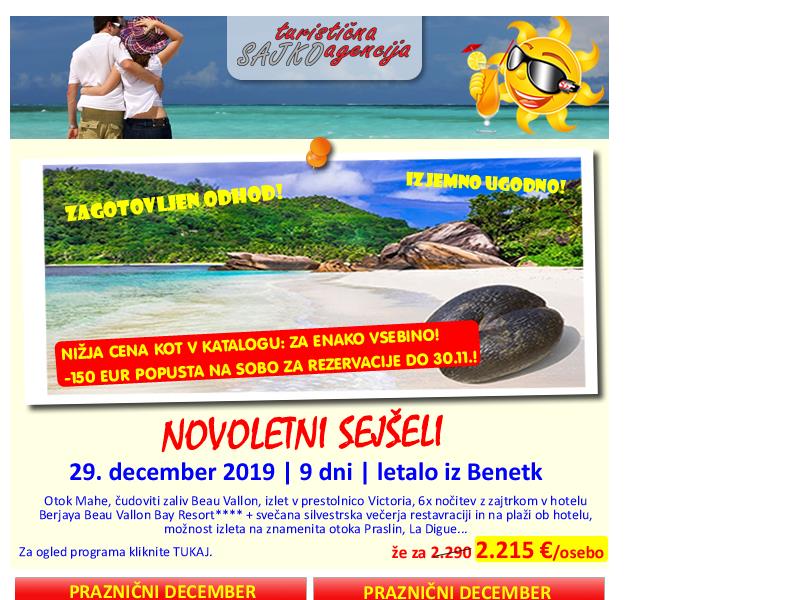 turistična
SAJKO agencija
ZAGOTOVLJEN ODHOD!
IZJEMNO UGODNO!
NIŽJA CENA KOT V KATALOGU: ZA ENAKO VSEBINO!
-150 EUR POPUSTA NA SOBO ZA REZERVACIJE DO 30.11.!
NOVOLETNI SEJŠELI
29. december 2019 | 9 dni | letalo iz Benetk
Otok Mahe, čudoviti zaliv Beau Vallon, izlet v prestolnico Victoria, 6x nočitev z zajtrkom v hotelu
Berjaya Beau Vallon Bay Resort**** + svečana silvestrska večerja restavraciji in na plaži ob hotelu,
možnost izleta na znamenita otoka Praslin, La Digue...
Za ogled programa kliknite TUKAJ.
že za 2.290 2.215 €/osebo
PRAZNIČNI DECEMBER
PRAZNIČNI DECEMBER